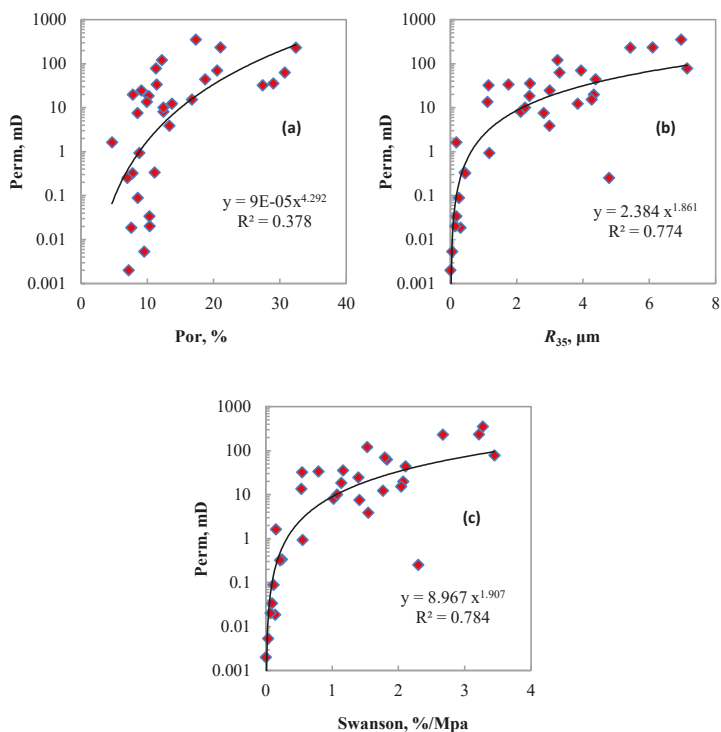 1000
100
10
1
0.1
0.01
0.001
Perm, mD
(a)
y = 9E-05x^4.292
R² = 0.378
0 10 20 30 40
Por, %
1000
100
10
1
0.1
0.01
0.001
Perm, mD
(b)
y = 2.384 x^1.861
R² = 0.774
0 2 4 6 8
R35, μm
1000
100
10
1
0.1
0.01
0.001
Perm, mD
(c)
y = 8.967 x^1.907
R² = 0.784
0 1 2 3 4
Swanson, %/Mpa